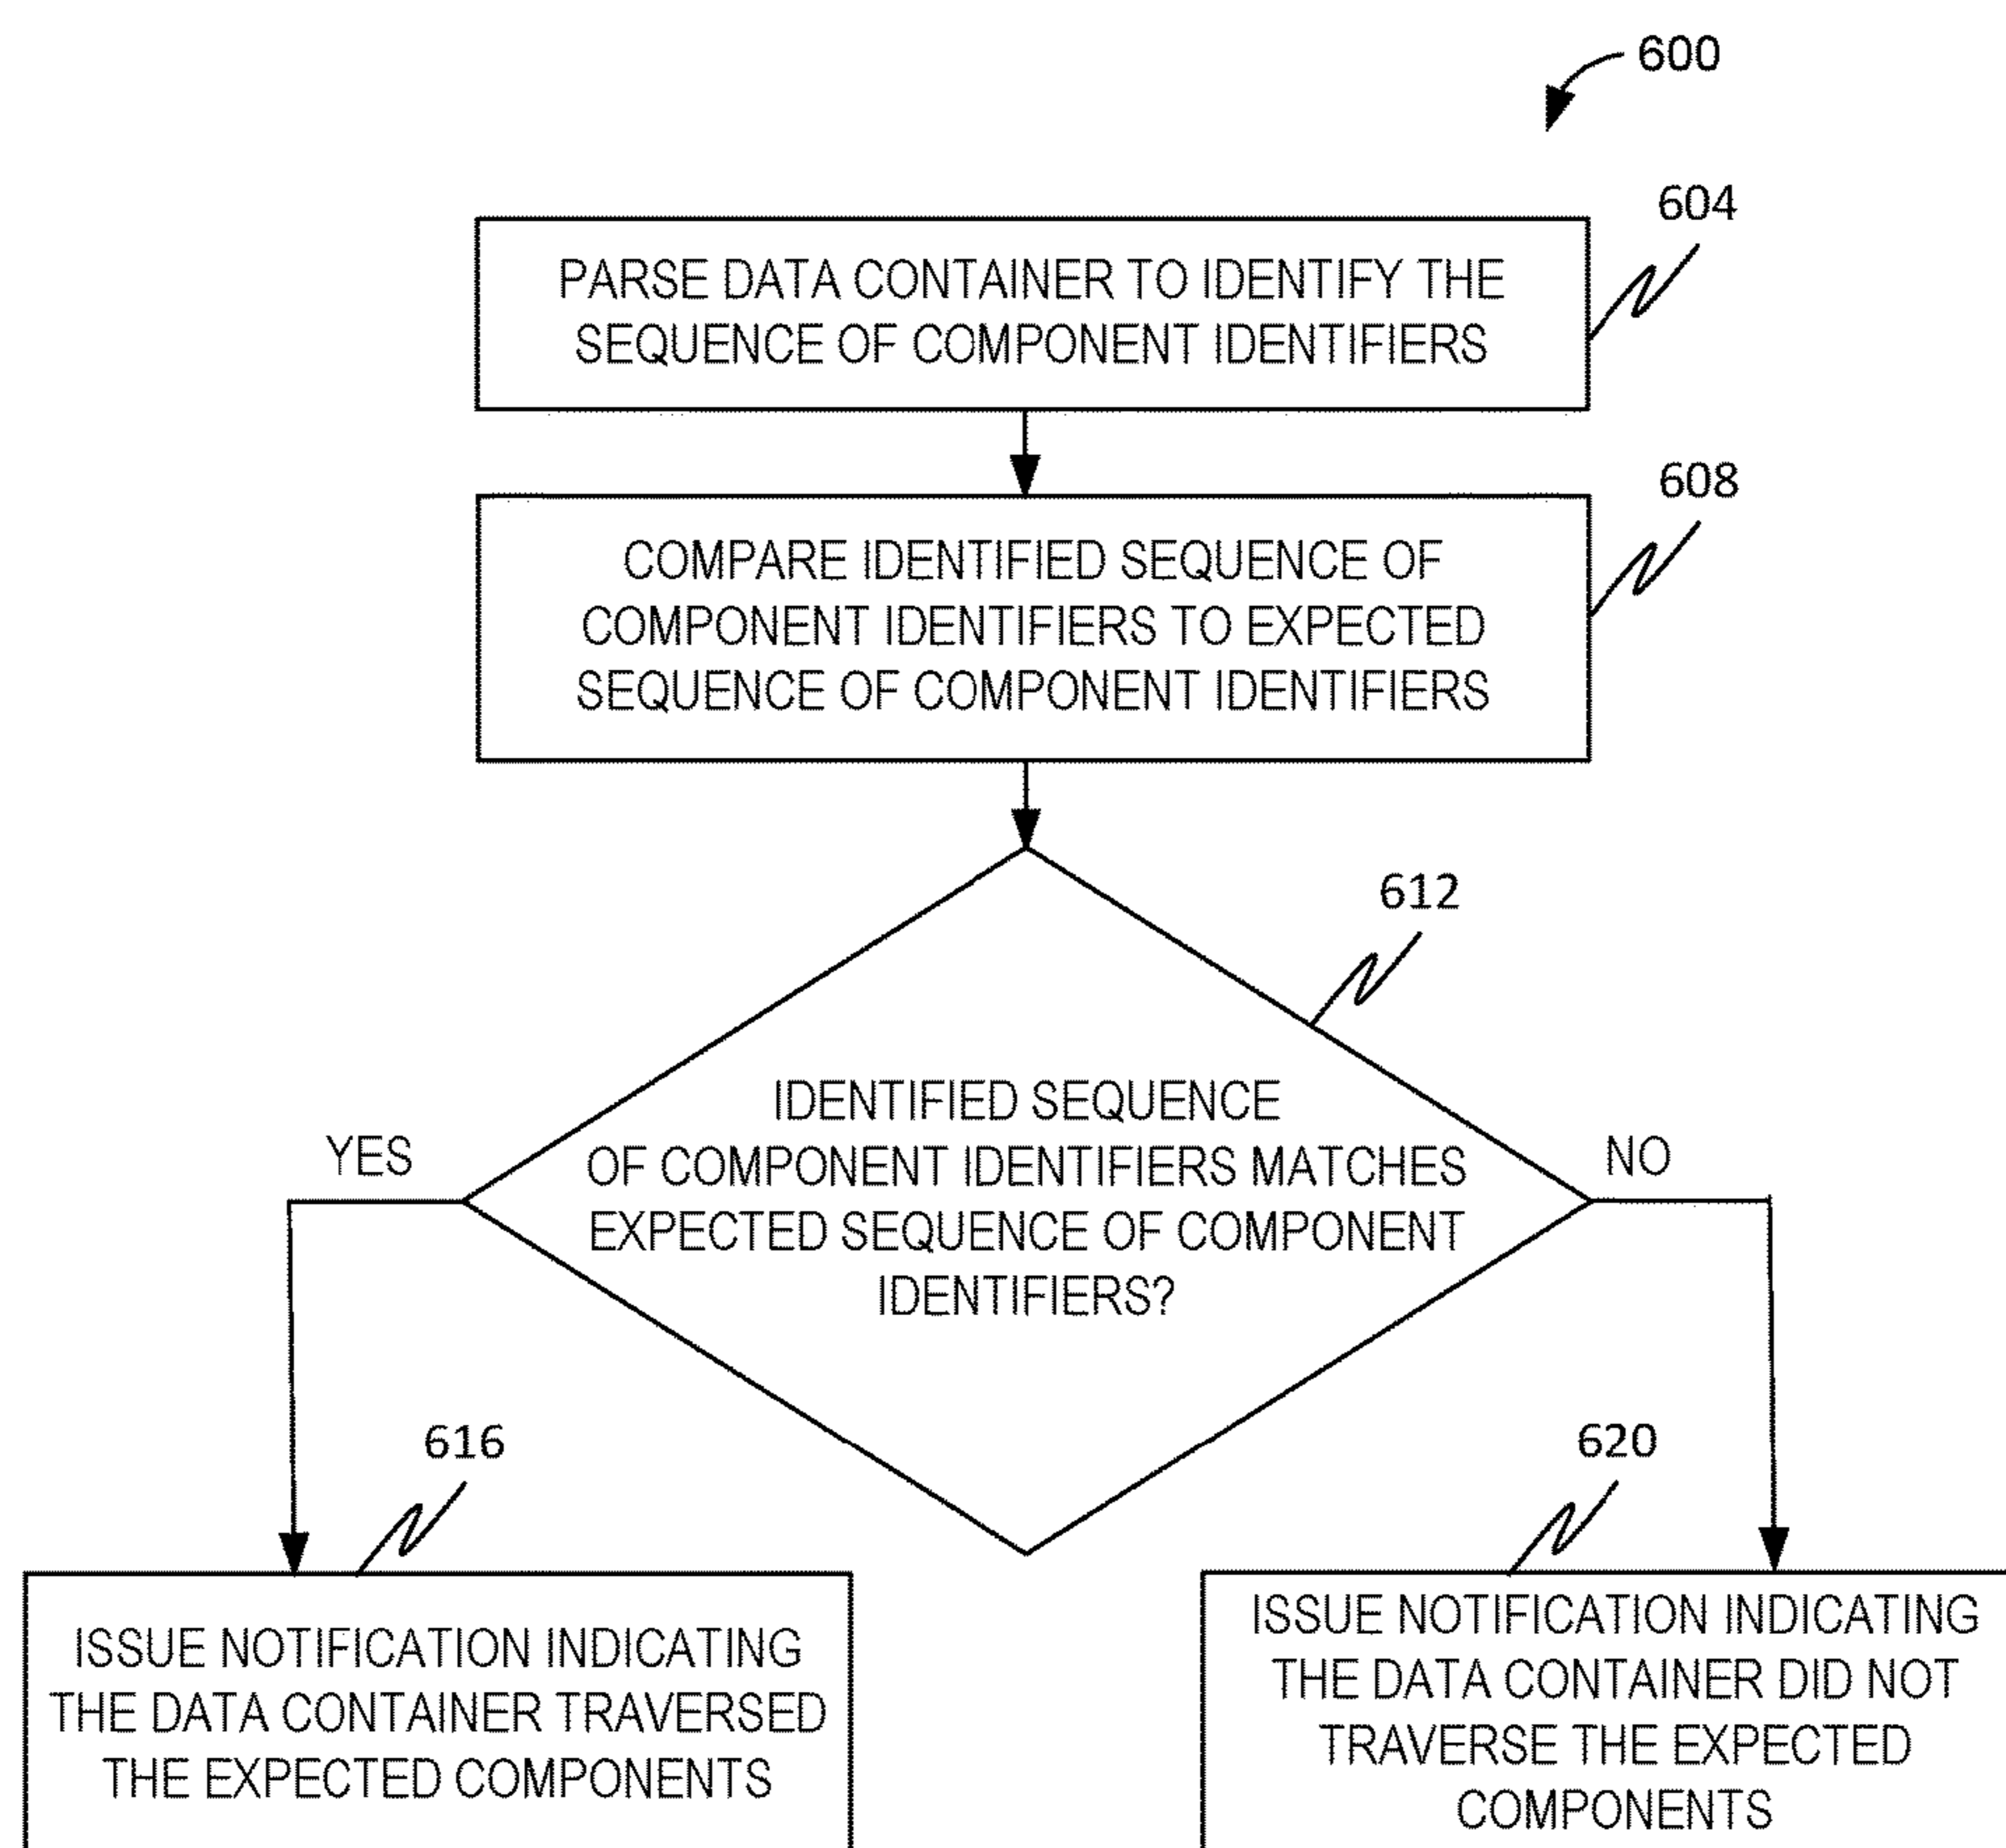 600
604
PARSE DATA CONTAINER TO IDENTIFY THE
SEQUENCE OF COMPONENT IDENTIFIERS
608
COMPARE IDENTIFIED SEQUENCE OF
COMPONENT IDENTIFIERS TO EXPECTED
SEQUENCE OF COMPONENT IDENTIFIERS
612
IDENTIFIED SEQUENCE
OF COMPONENT IDENTIFIERS MATCHES
EXPECTED SEQUENCE OF COMPONENT
IDENTIFIERS?
YES
NO
616
ISSUE NOTIFICATION INDICATING
THE DATA CONTAINER TRAVERSED
THE EXPECTED COMPONENTS
620
ISSUE NOTIFICATION INDICATING
THE DATA CONTAINER DID NOT
TRAVERSE THE EXPECTED
COMPONENTS